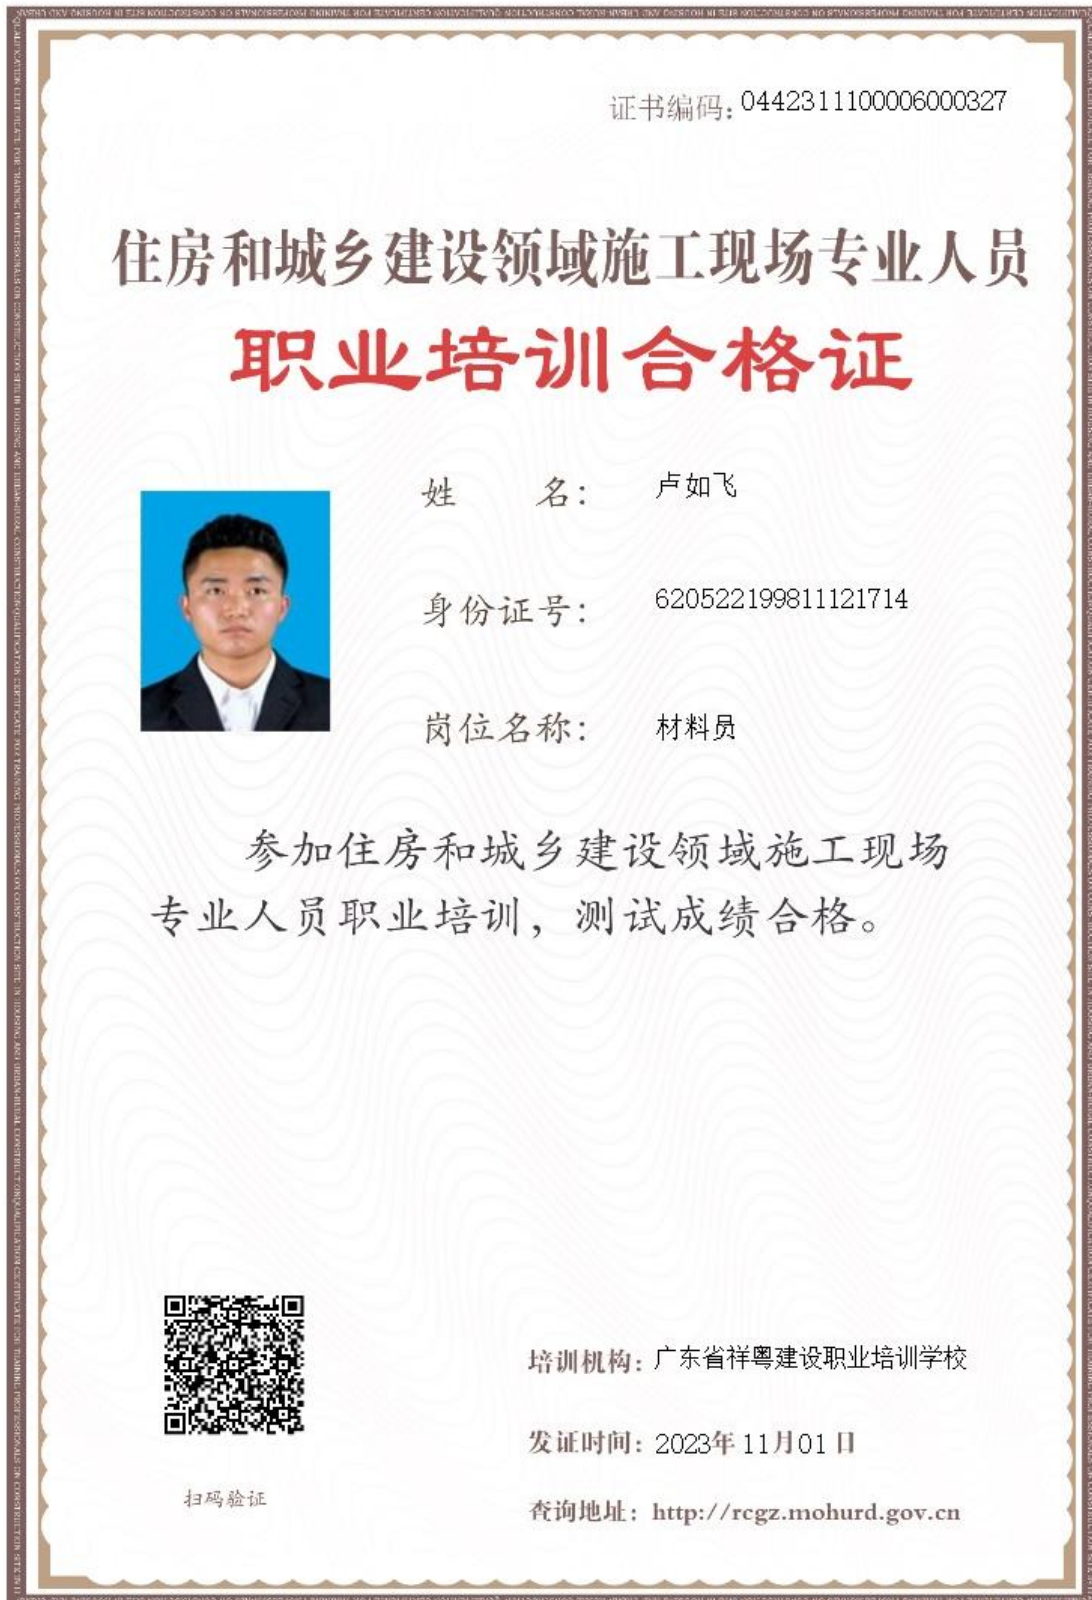 证书编码：0442311100006000327
住房和城乡建设领域施工现场专业人员
职业培训合格证
姓 名： 卢如飞
身份证号： 620522199811121714
岗位名称： 材料员
参加住房和城乡建设领域施工现场
专业人员职业培训，测试成绩合格。
培训机构：广东省祥粤建设职业培训学校
发证时间：2023年11月01日
扫码验证
查询地址：http://rcgz.mohurd.gov.cn